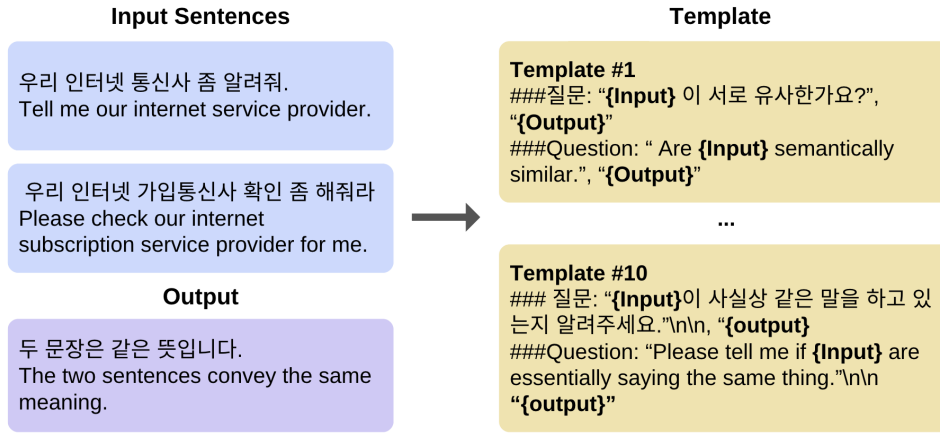 Input Sentences
우리 인터넷 통신사 좀 알려줘.
Tell me our internet service provider.
우리 인터넷 가입통신사 확인 좀 해줘라
Please check our internet
subscription service provider for me.
Output
두 문장은 같은 뜻입니다.
The two sentences convey the same
meaning.
Template
Template #1
###질문: “{Input} 이 서로 유사한가요?”,
“{Output}”
###Question: “ Are {Input} semantically
similar.”, “{Output}”
...
Template #10
### 질문: “{Input}이 사실상 같은 말을 하고 있
는지 알려주세요.”\n\n, “{output}
###Question: “Please tell me if {Input} are
essentially saying the same thing.”\n\n
“{output}”